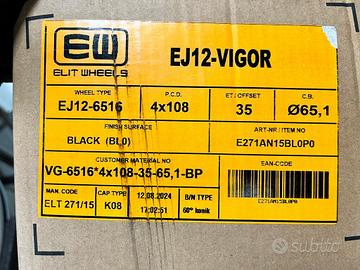 EW
ELIT WHEELS
EJ12-VIGOR
WHEEL TYPE
P.C.D.
ET / OFFSET
C.B.
EJ12-6516
4x108
35
Ø65,1
FINISH SURFACE
ART-NR / ITEM NO
BLACK (BL0)
E271AN15BL0P0
CUSTOMER MATERIAL NO
EAN-CODE
VG-6516*4x108-35-65,1-BP
MAN. CODE
CAP TYPE
12.08.2024
B/N TYPE
ELT 271/15
K08
17:02:51
60° konik
E271AN15BL0P0
subito